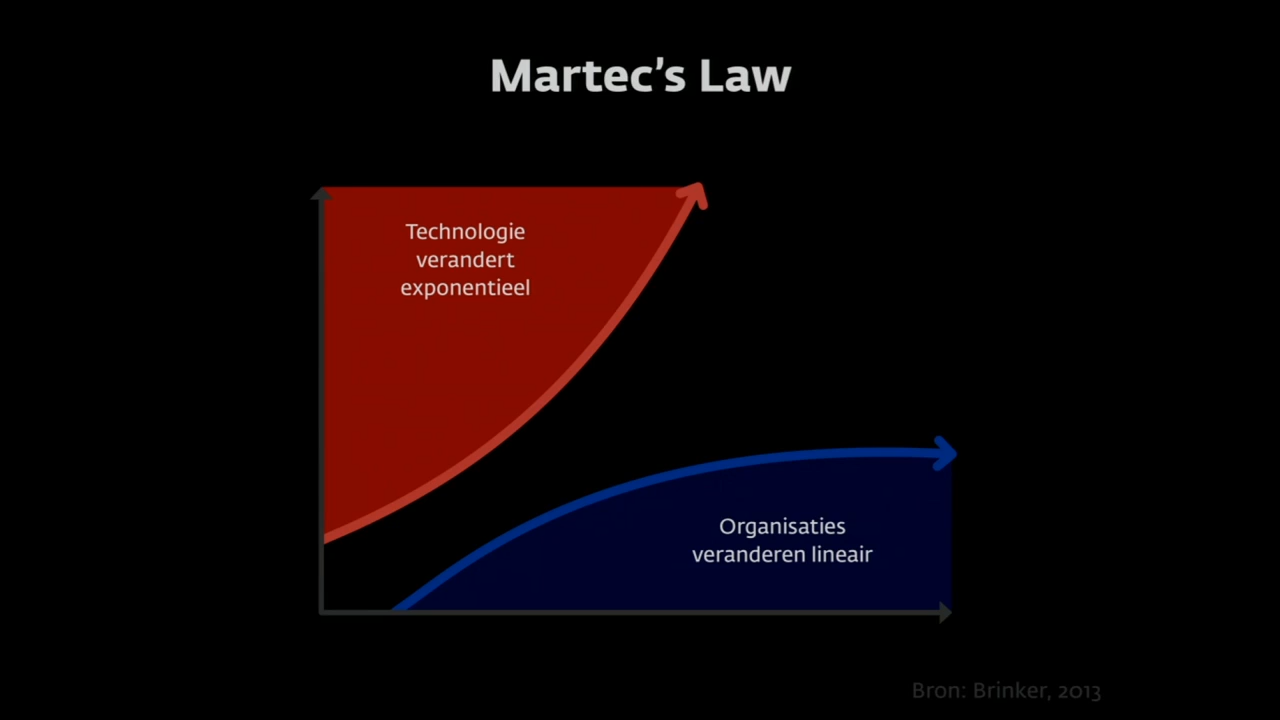 Martec’s Law
Technologie
verandert
exponentieel
Organisaties
veranderen lineair
Bron: Brinker, 2013